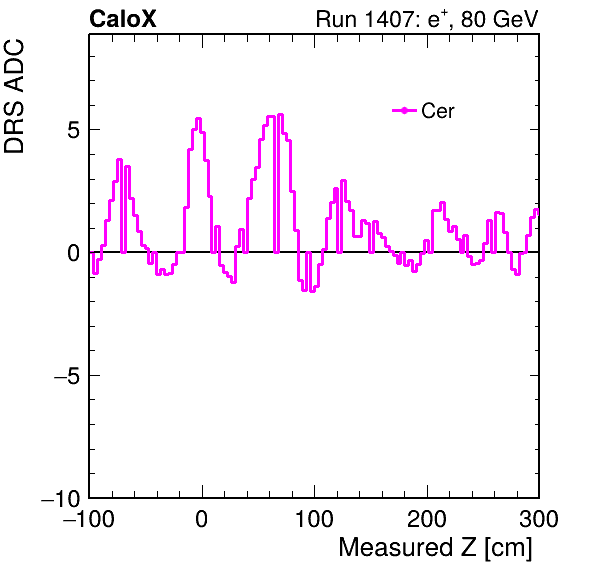 CaloX
Run 1407: e+, 80 GeV
DRS ADC
Cer
5
0
−5
−10
−100 0 100 200 300
Measured Z [cm]